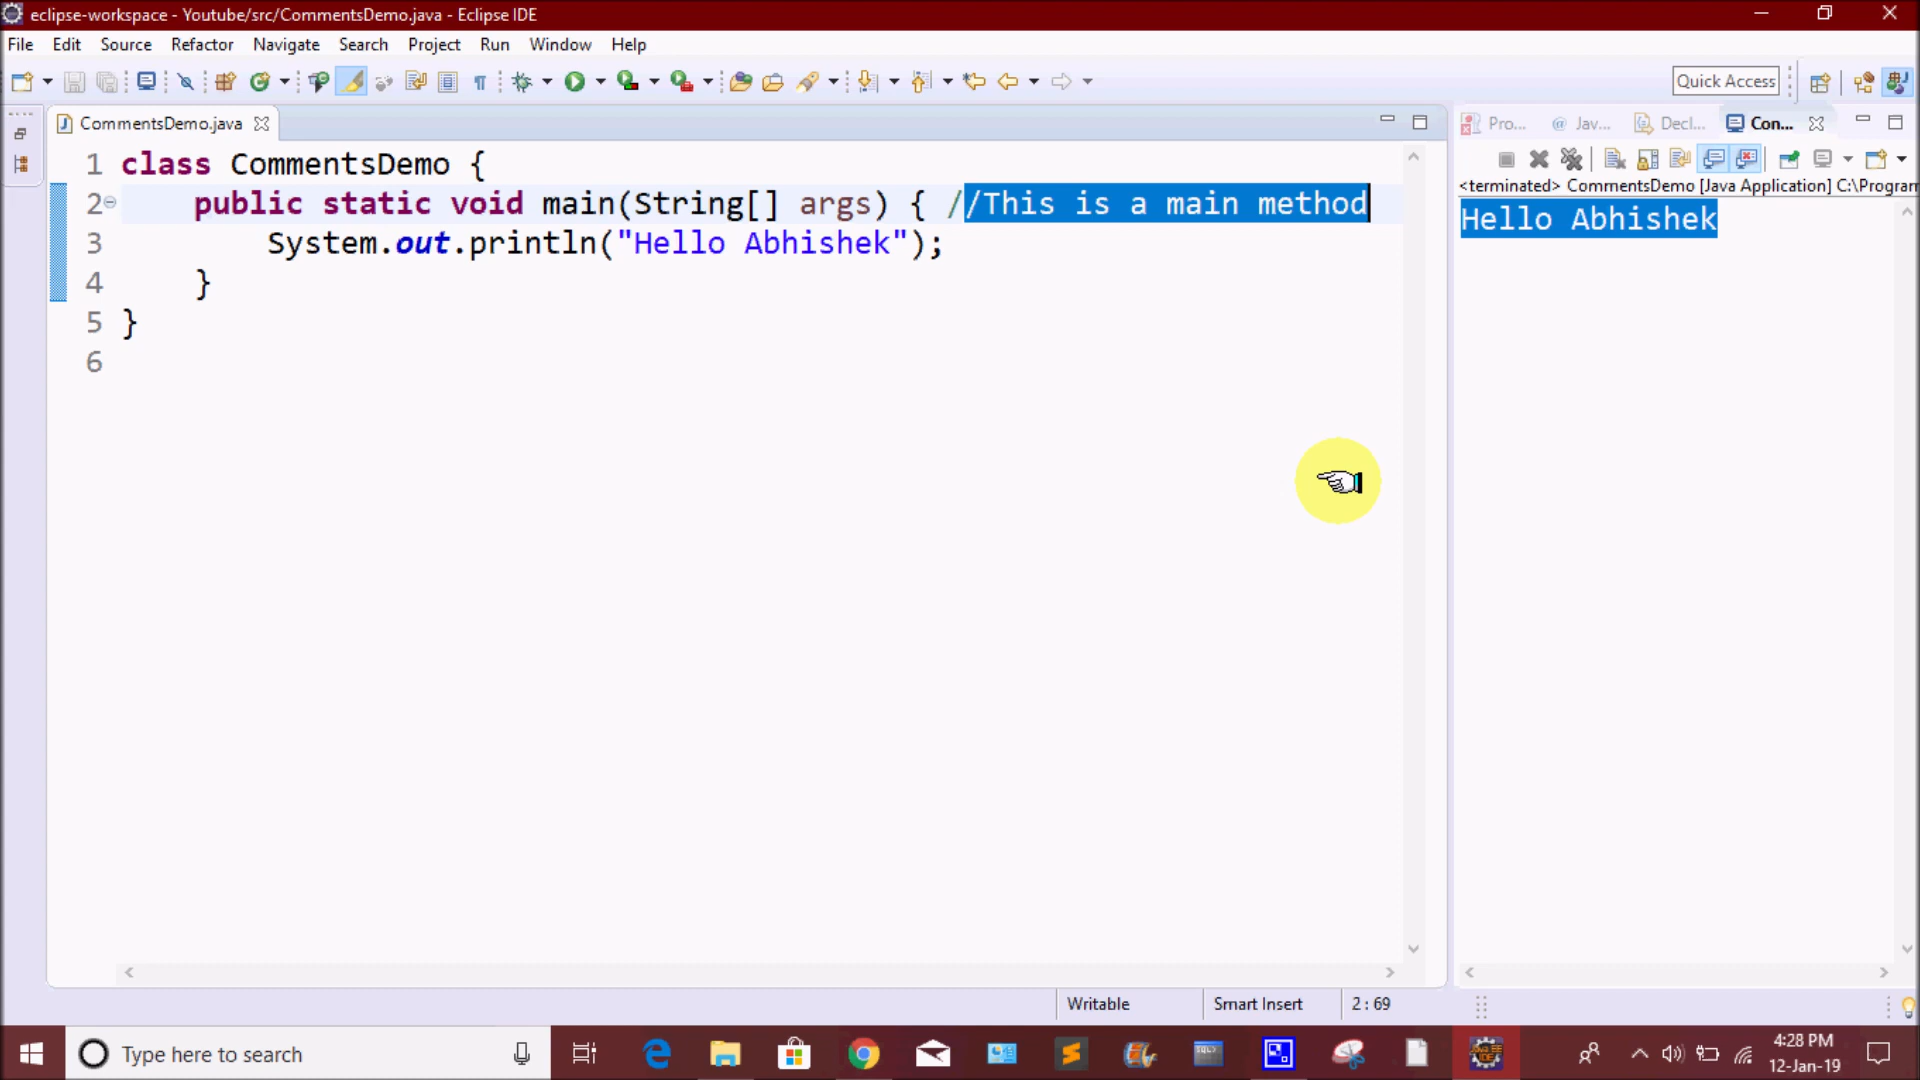 eclipse-workspace - Youtube/src/CommentsDemo.java - Eclipse IDE
File Edit Source Refactor Navigate Search Project Run Window Help
Quick Access
CommentsDemo.java
Pro... Jav... Decl... Con...
<terminated> CommentsDemo [Java Application] C:\Program
Hello Abhishek
1 class CommentsDemo {
2 public static void main(String[] args) { //This is a main method
3 System.out.println("Hello Abhishek");
4 }
5 }
6
Writable Smart Insert 2 : 69
Type here to search
4:28 PM
12-Jan-19